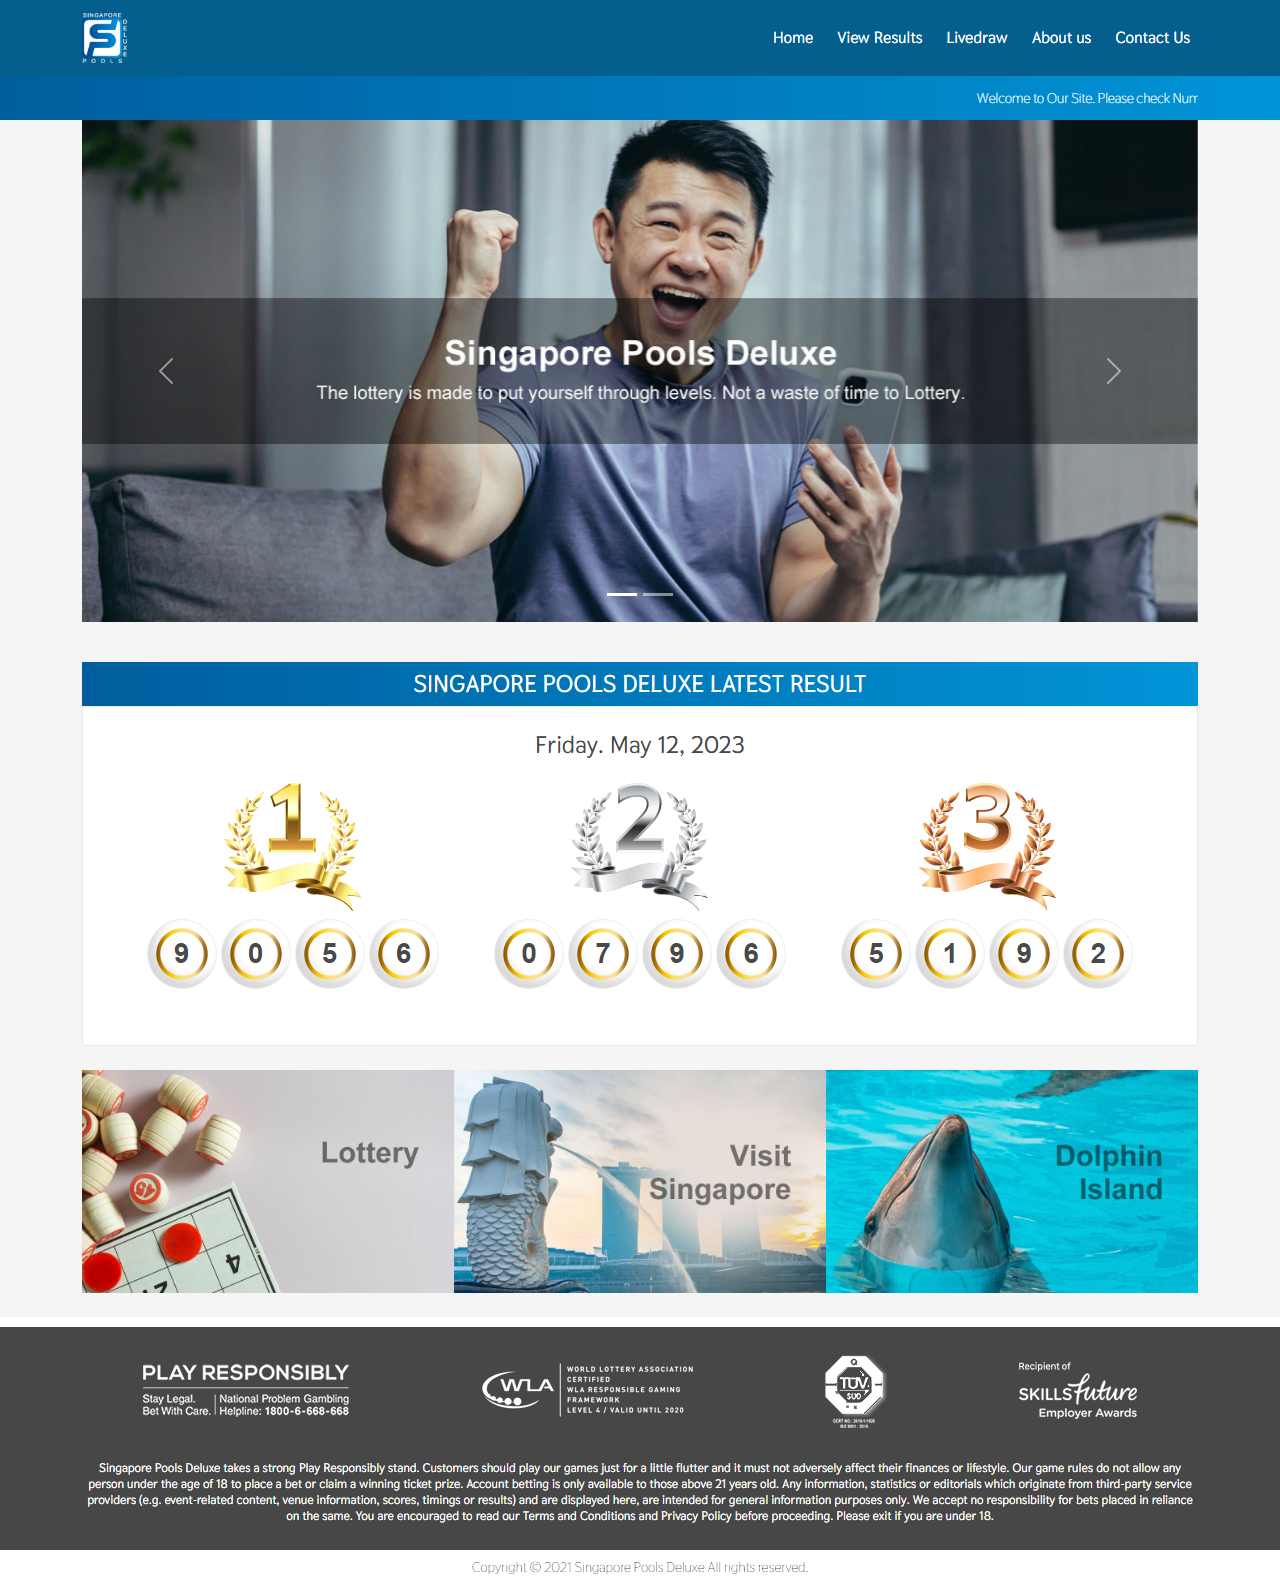 SINGAPORE
DELUXE
POOLS
Home View Results Livedraw About us Contact Us
Welcome to Our Site. Please check
Singapore Pools Deluxe
The lottery is made to put yourself through levels. Not a waste of time to Lottery.
SINGAPORE POOLS DELUXE LATEST RESULT
Friday. May 12, 2023
1 2 3
9 0 5 6 0 7 9 6 5 1 9 2
Lottery
Visit
Singapore
Dolphin
Island
PLAY RESPONSIBLY
Stay Legal. National Problem Gambling
Bet With Care. Helpline: 1800-6-668-668
WLA
WORLD LOTTERY ASSOCIATION
CERTIFIED
WLA RESPONSIBLE GAMING
FRAMEWORK
LEVEL 4 / VALID UNTIL 2020
TÜV
SÜD
Recipient of
SKILLS future
Employer Awards
Singapore Pools Deluxe takes a strong Play Responsibly stand. Customers should play our games just for a little flutter and it must not adversely affect their finances or lifestyle. Our game rules do not allow any
person under the age of 18 to place a bet or claim a winning ticket prize. Account betting is only available to those above 21 years old. Any information, statistics or editorials which originate from third-party service
providers (e.g. event-related content, venue information, scores, timings or results) and are displayed here, are intended for general information purposes only. We accept no responsibility for bets placed in reliance
on the same. You are encouraged to read our Terms and Conditions and Privacy Policy before proceeding. Please exit if you are under 18.
Copyright © 2021 Singapore Pools Deluxe All rights reserved.